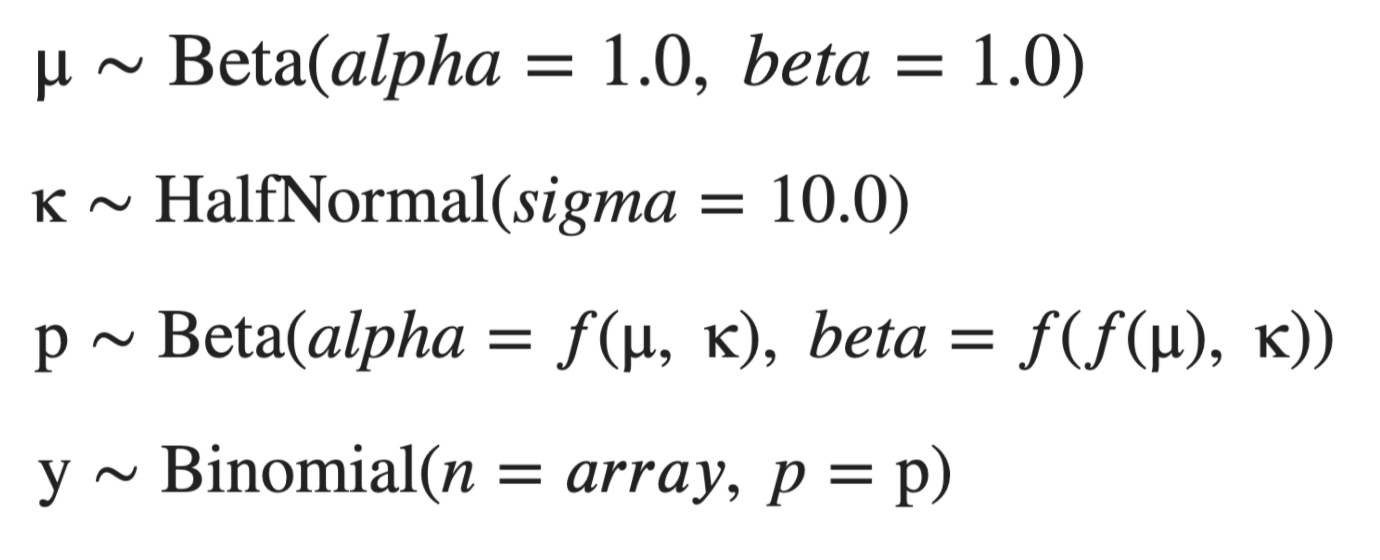 μ ~ Beta(alpha = 1.0, beta = 1.0)
κ ~ HalfNormal(sigma = 10.0)
p ~ Beta(alpha = f(μ, κ), beta = f(f(μ), κ))
y ~ Binomial(n = array, p = p)